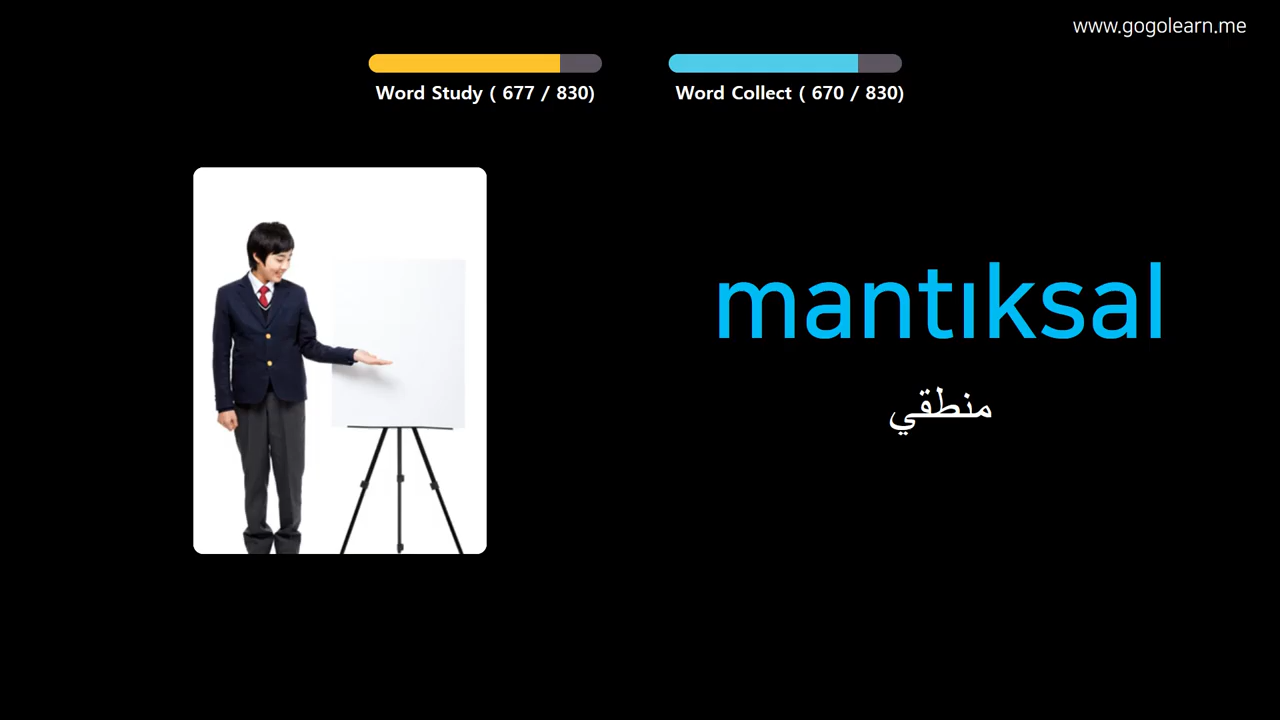 www.gogolearn.me
Word Study ( 677 / 830)
Word Collect ( 670 / 830)
mantıksal
منطقي